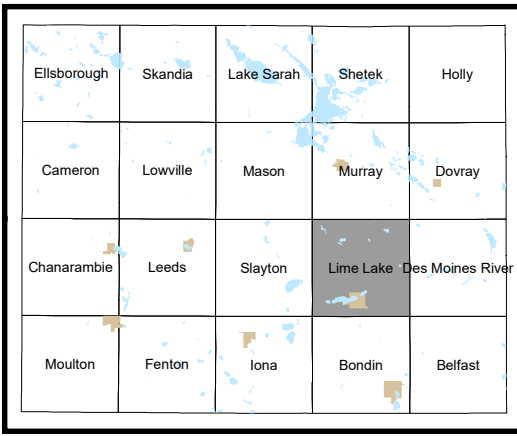 Ellsborough Skandia Lake Sarah Shetek Holly
Cameron Lowville Mason Murray Dovray
Chanarambie Leeds Slayton Lime Lake Des Moines River
Moulton Fenton Iona Bondin Belfast